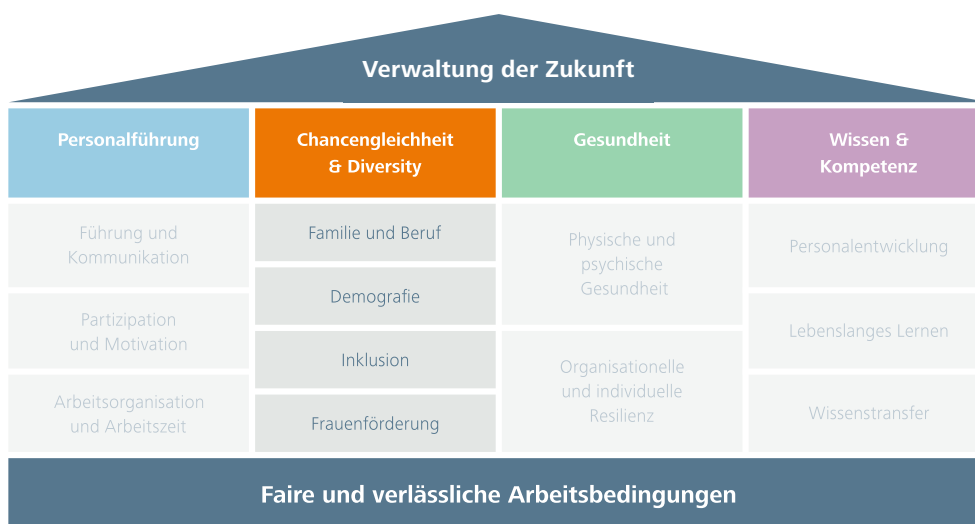 Verwaltung der Zukunft
Personalführung
Führung und
Kommunikation
Partizipation
und Motivation
Arbeitsorganisation
und Arbeitszeit
Chancengleichheit
& Diversity
Familie und Beruf
Demografie
Inklusion
Frauenförderung
Gesundheit
Physische und
psychische
Gesundheit
Organisationelle
und individuelle
Resilienz
Wissen &
Kompetenz
Personalentwicklung
Lebenslanges Lernen
Wissenstransfer
Faire und verlässliche Arbeitsbedingungen